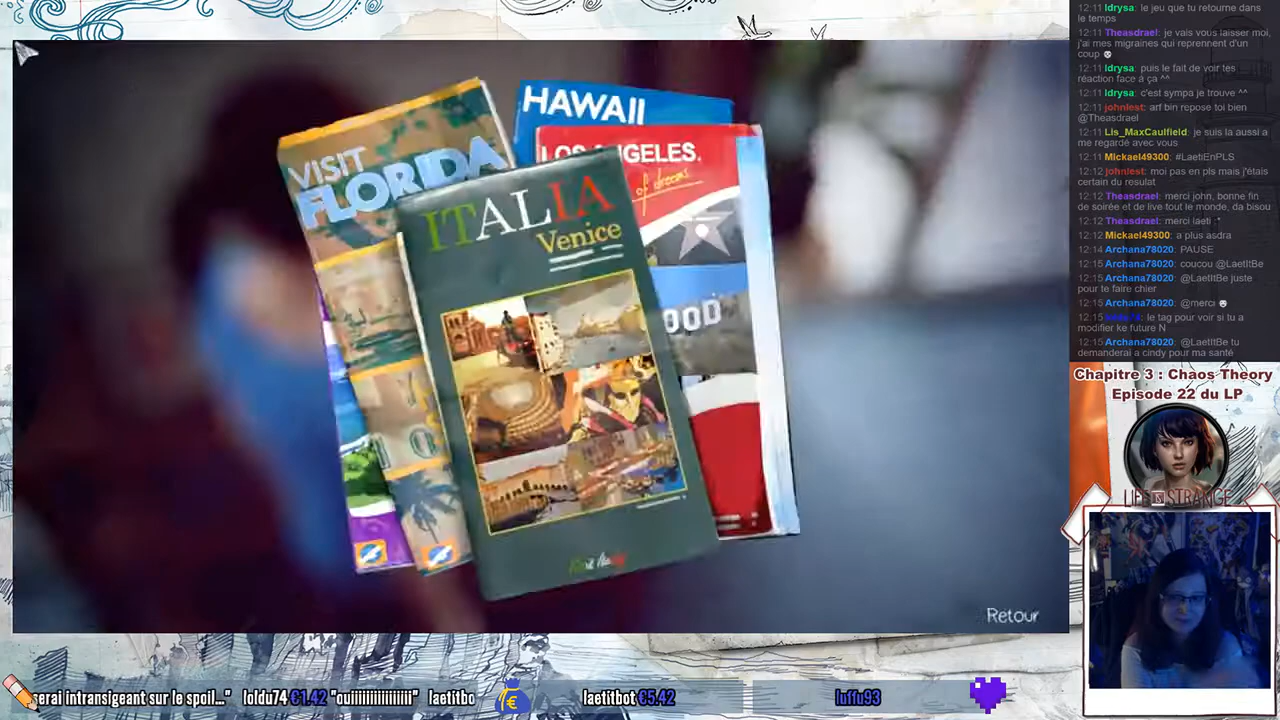 HAWAII
VISIT
FLORIDA
LOS ANGELES.
of dreams
ITALIA
Venice
OOD
Retour
12:11 Idrysa: le jeu que tu retourne dans
le temps
12:11 Theasdrael: je vais vous laisser moi,
j'ai mes migraines qui reprennent d'un
coup
12:11 Idrysa: puis le fait de voir tes
réaction face à ça ^^
12:11 Idrysa: c'est sympa je trouve ^^
12:11 johnlest: arf bin repose toi bien
@Theasdrael
12:11 Lis_MaxCaulfield: je suis la aussi a
me regardé avec vous
12:11 Mickael49300: #LaetiEnPLS
12:12 johnlest: moi pas en pls mais j'étais
certain du resulat
12:12 Theasdrael: merci john, bonne fin
de soirée et de live tout le monde, da bisou
12:12 Theasdrael: merci laeti :*
12:12 Mickael49300: a plus asdra
12:14 Archana78020: PAUSE
12:15 Archana78020: coucou @LaetItBe
12:15 Archana78020: @LaetItBe juste
pour te faire chier
12:15 Archana78020: @merci
12:15 le tag pour voir si tu a
modifier ke future N
12:15 Archana78020: @LaetItBe tu
demanderai a cindy pour ma santé
Chapitre 3 : Chaos Theory
Episode 22 du LP
LIFE IS STRANGE
serai intransigeant sur le spoil..." loldu74 €1.42 "ouiiiiiiiiiiiiiiii" laetitbo
laetitbot €5.42
luffu93